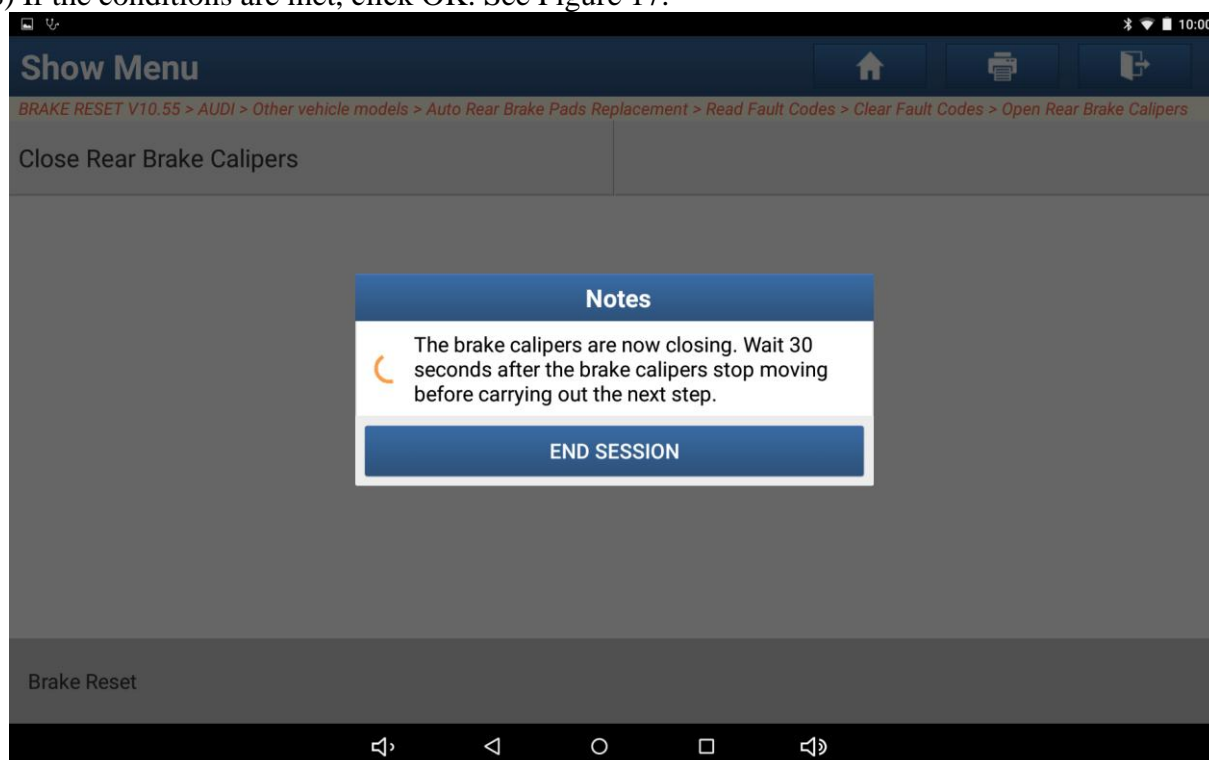 ) If the conditions are met, click OK. See Figure 17.
10:00
Show Menu
BRAKE RESET V10.55 > AUDI > Other vehicle models > Auto Rear Brake Pads Replacement > Read Fault Codes > Clear Fault Codes > Open Rear Brake Calipers
Close Rear Brake Calipers
Notes
The brake calipers are now closing. Wait 30
seconds after the brake calipers stop moving
before carrying out the next step.
END SESSION
Brake Reset